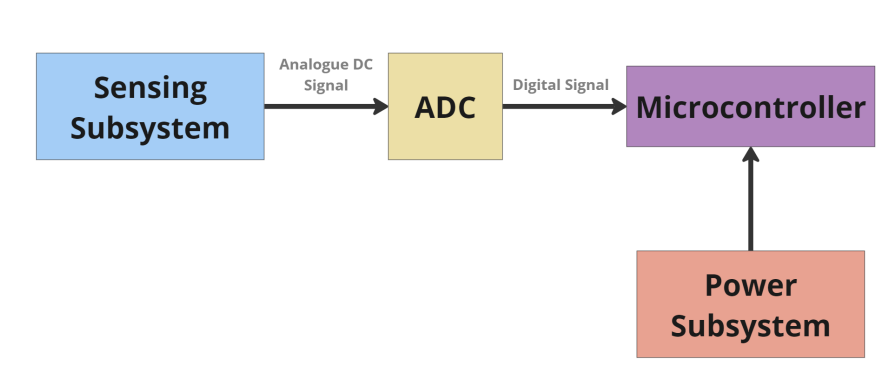 Sensing
Subsystem
Analogue DC
Signal
ADC
Digital Signal
Microcontroller
Power
Subsystem